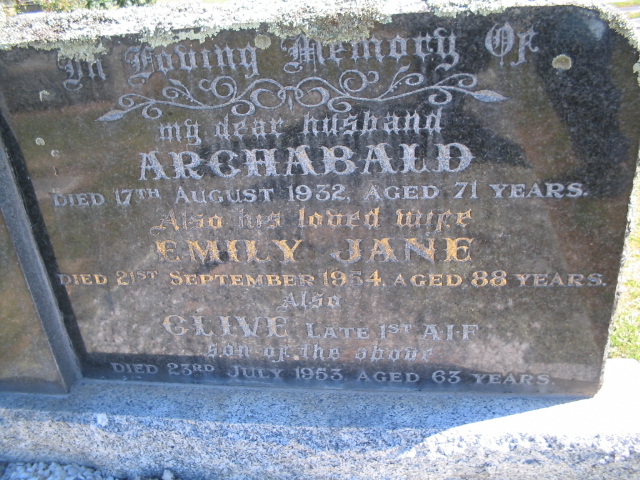 In Loving Memory Of
my dear husband
ARCHABALD
DIED 17TH AUGUST 1932, AGED 71 YEARS.
Also his loved wife
EMILY JANE
DIED 21ST SEPTEMBER 1954, AGED 88 YEARS.
Also
CLIVE LATE 1ST A.I.F
son of the above
DIED 23RD JULY 1953, AGED 63 YEARS.